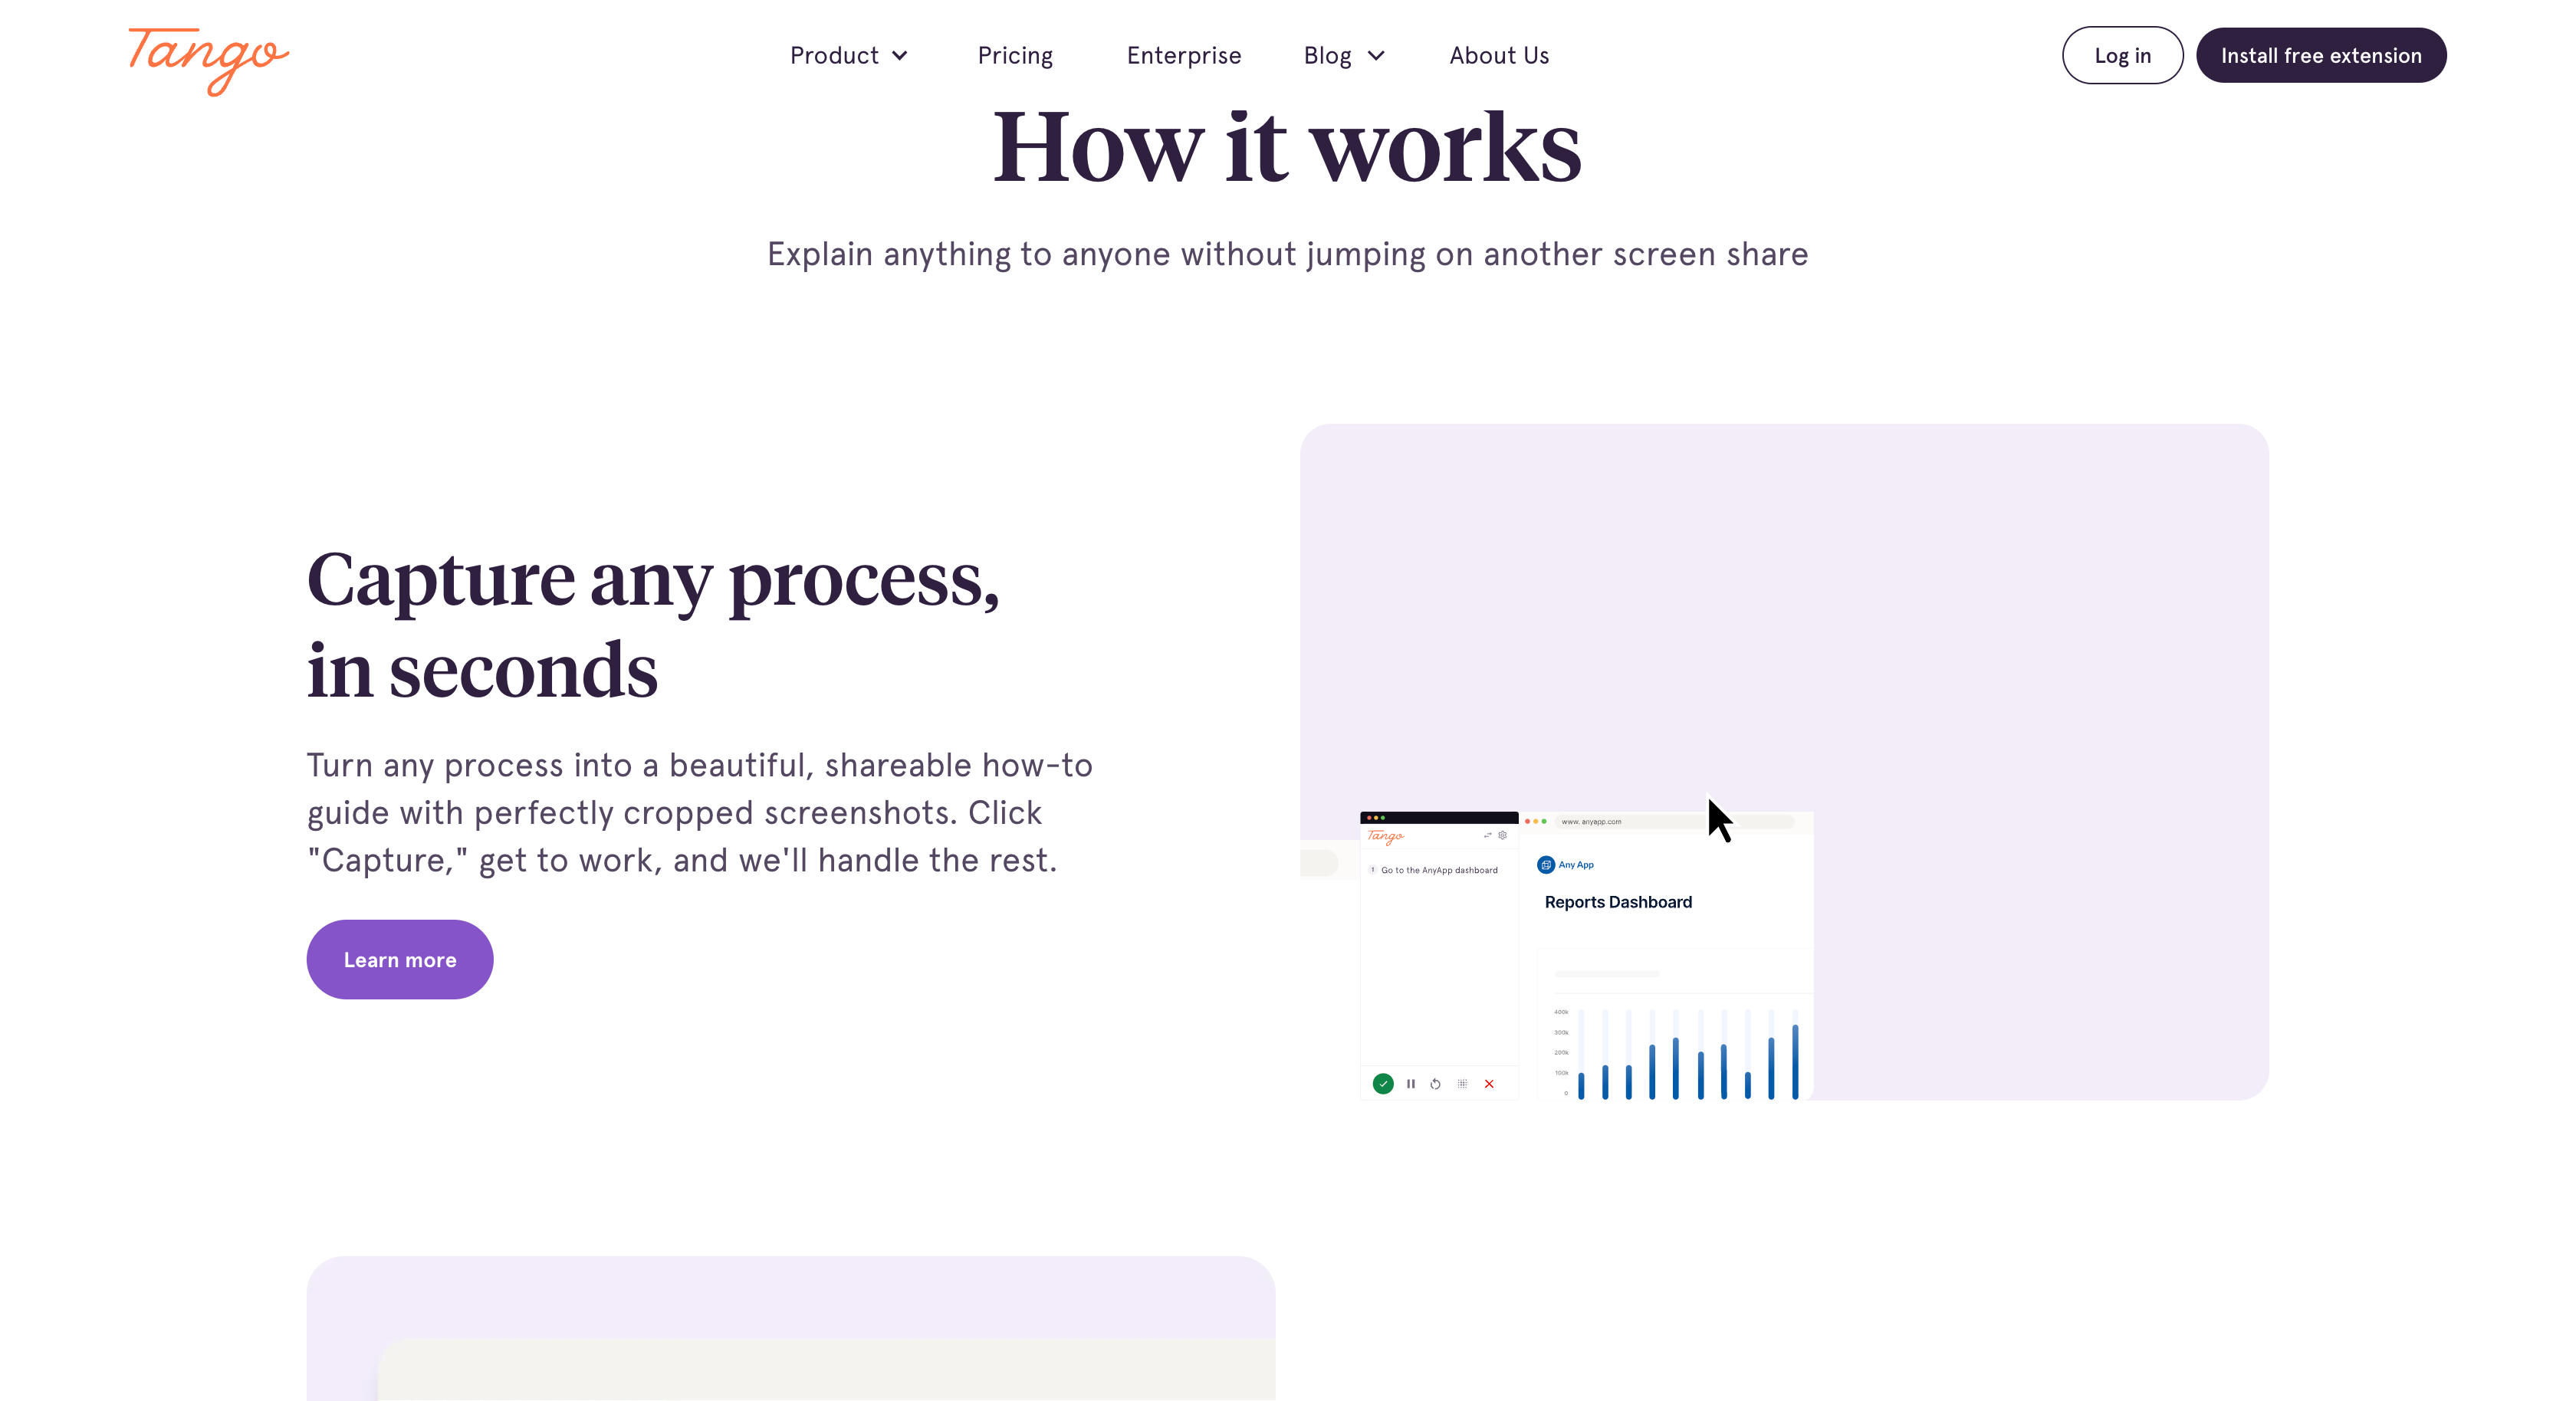 Tango
Product
Pricing
Enterprise
Blog
About Us
Log in
Install free extension
How it works
Explain anything to anyone without jumping on another screen share
Capture any process,
in seconds
Turn any process into a beautiful, shareable how-to
guide with perfectly cropped screenshots. Click
"Capture," get to work, and we'll handle the rest.
Learn more
Tango
1 Go to the AnyApp dashboard
www. anyapp.com
Any App
Reports Dashboard
400k
300k
200k
100k
0